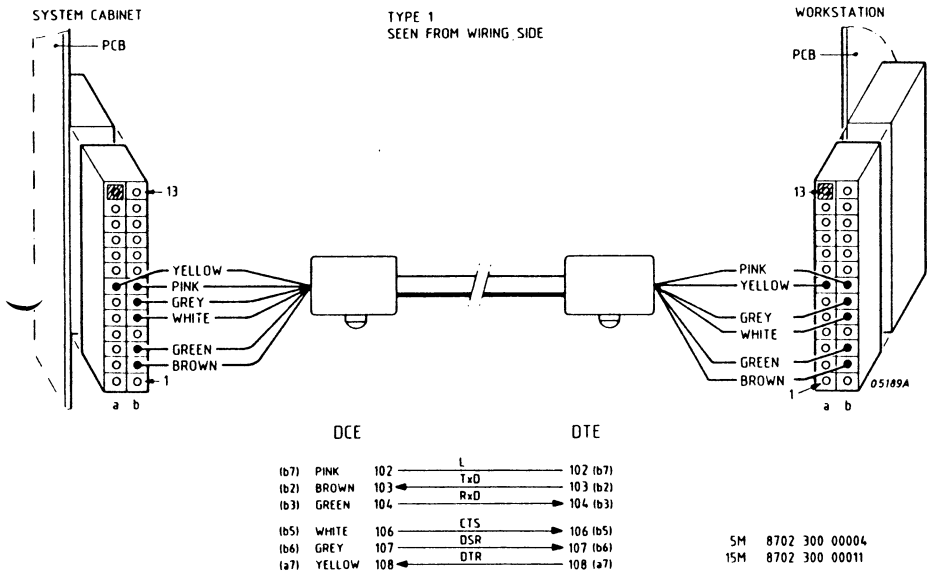 SYSTEM CABINET
PCB
TYPE 1
SEEN FROM WIRING SIDE
WORKSTATION
PCB
13
YELLOW
PINK
GREY
WHITE
GREEN
BROWN
1
a b
13
PINK
YELLOW
GREY
WHITE
GREEN
BROWN
1
a b
05189A
DCE DTE
(b7) PINK 102 L 102 (b7)
(b2) BROWN 103 TxD 103 (b2)
(b3) GREEN 104 RxD 104 (b3)
(b5) WHITE 106 CTS 106 (b5)
(b6) GREY 107 DSR 107 (b6)
(a7) YELLOW 108 DTR 108 (a7)
5M 8702 300 00004
15M 8702 300 00011